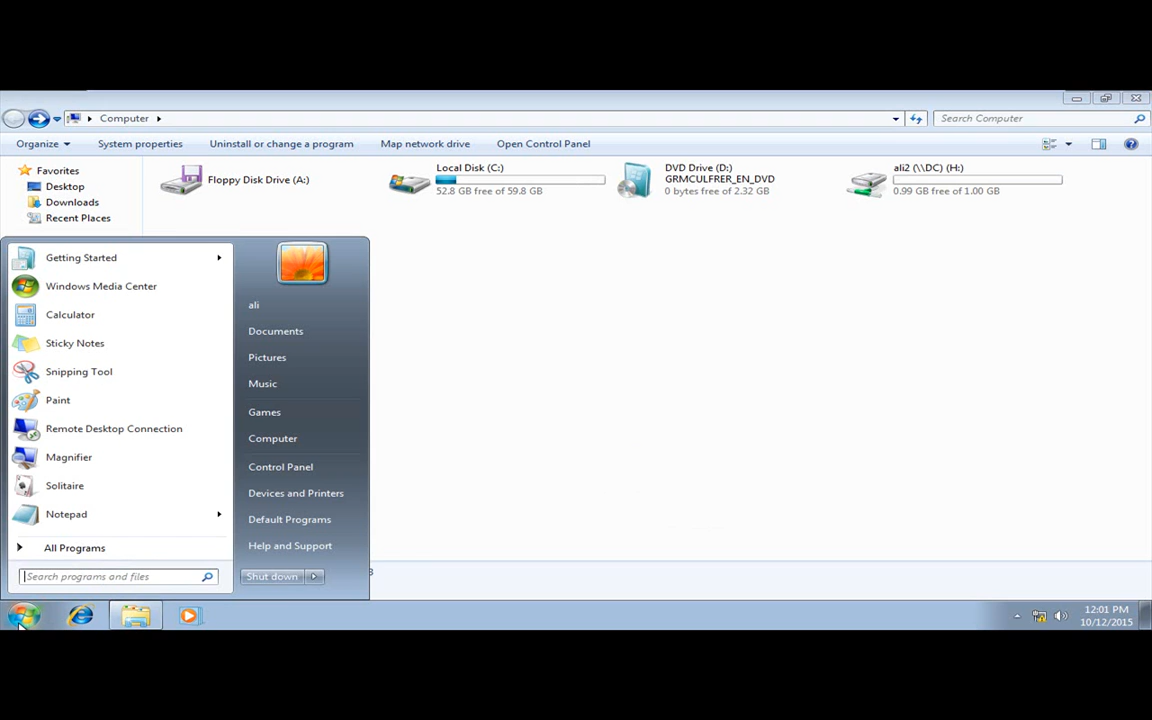 Computer
Search Computer
Organize
System properties
Uninstall or change a program
Map network drive
Open Control Panel
Favorites
Desktop
Downloads
Recent Places
Floppy Disk Drive (A:)
Local Disk (C:)
52.8 GB free of 59.8 GB
DVD Drive (D:)
GRMCULFRER_EN_DVD
0 bytes free of 2.32 GB
ali2 (\\DC) (H:)
0.99 GB free of 1.00 GB
Getting Started
Windows Media Center
Calculator
Sticky Notes
Snipping Tool
Paint
Remote Desktop Connection
Magnifier
Solitaire
Notepad
All Programs
Search programs and files
ali
Documents
Pictures
Music
Games
Computer
Control Panel
Devices and Printers
Default Programs
Help and Support
Shut down
12:01 PM
10/12/2015